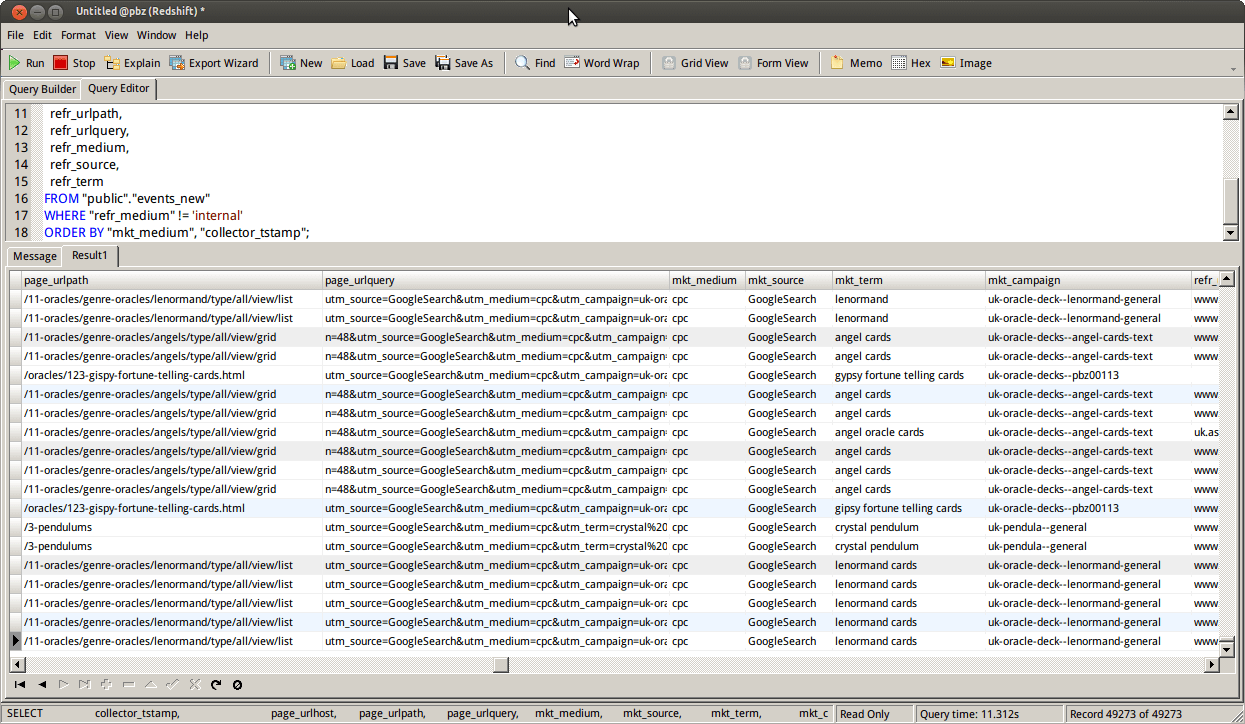 Untitled @pbz (Redshift) *
File Edit Format View Window Help
Run Stop Explain Export Wizard New Load Save Save As Find Word Wrap Grid View Form View Memo Hex Image
Query Builder Query Editor
11 refr_urlpath,
12 refr_urlquery,
13 refr_medium,
14 refr_source,
15 refr_term
16 FROM "public"."events_new"
17 WHERE "refr_medium" != 'internal'
18 ORDER BY "mkt_medium", "collector_tstamp";
Message Result1
page_urlpath page_urlquery mkt_medium mkt_source mkt_term mkt_campaign refr_
/11-oracles/genre-oracles/lenormand/type/all/view/list utm_source=GoogleSearch&utm_medium=cpc&utm_campaign=uk-ora cpc GoogleSearch lenormand uk-oracle-deck--lenormand-general www
/11-oracles/genre-oracles/lenormand/type/all/view/list utm_source=GoogleSearch&utm_medium=cpc&utm_campaign=uk-ora cpc GoogleSearch lenormand uk-oracle-deck--lenormand-general www
/11-oracles/genre-oracles/angels/type/all/view/grid n=48&utm_source=GoogleSearch&utm_medium=cpc&utm_campaign= cpc GoogleSearch angel cards uk-oracle-decks--angel-cards-text www
/11-oracles/genre-oracles/angels/type/all/view/grid n=48&utm_source=GoogleSearch&utm_medium=cpc&utm_campaign= cpc GoogleSearch angel cards uk-oracle-decks--angel-cards-text www
/oracles/123-gispy-fortune-telling-cards.html utm_source=GoogleSearch&utm_medium=cpc&utm_campaign=uk-ora cpc GoogleSearch gypsy fortune telling cards uk-oracle-decks--pbz00113
/11-oracles/genre-oracles/angels/type/all/view/grid n=48&utm_source=GoogleSearch&utm_medium=cpc&utm_campaign= cpc GoogleSearch angel cards uk-oracle-decks--angel-cards-text www
/11-oracles/genre-oracles/angels/type/all/view/grid n=48&utm_source=GoogleSearch&utm_medium=cpc&utm_campaign= cpc GoogleSearch angel cards uk-oracle-decks--angel-cards-text www
/11-oracles/genre-oracles/angels/type/all/view/grid n=48&utm_source=GoogleSearch&utm_medium=cpc&utm_campaign= cpc GoogleSearch angel oracle cards uk-oracle-decks--angel-cards-text uk.as
/11-oracles/genre-oracles/angels/type/all/view/grid n=48&utm_source=GoogleSearch&utm_medium=cpc&utm_campaign= cpc GoogleSearch angel cards uk-oracle-decks--angel-cards-text www
/11-oracles/genre-oracles/angels/type/all/view/grid n=48&utm_source=GoogleSearch&utm_medium=cpc&utm_campaign= cpc GoogleSearch angel cards uk-oracle-decks--angel-cards-text www
/11-oracles/genre-oracles/angels/type/all/view/grid n=48&utm_source=GoogleSearch&utm_medium=cpc&utm_campaign= cpc GoogleSearch angel cards uk-oracle-decks--angel-cards-text www
/oracles/123-gispy-fortune-telling-cards.html utm_source=GoogleSearch&utm_medium=cpc&utm_campaign=uk-ora cpc GoogleSearch gipsy fortune telling cards uk-oracle-decks--pbz00113 www
/3-pendulums utm_source=GoogleSearch&utm_medium=cpc&utm_term=crystal%20 cpc GoogleSearch crystal pendulum uk-pendula--general www
/3-pendulums utm_source=GoogleSearch&utm_medium=cpc&utm_term=crystal%20 cpc GoogleSearch crystal pendulum uk-pendula--general www
/11-oracles/genre-oracles/lenormand/type/all/view/list utm_source=GoogleSearch&utm_medium=cpc&utm_campaign=uk-ora cpc GoogleSearch lenormand cards uk-oracle-deck--lenormand-general www
/11-oracles/genre-oracles/lenormand/type/all/view/list utm_source=GoogleSearch&utm_medium=cpc&utm_campaign=uk-ora cpc GoogleSearch lenormand cards uk-oracle-deck--lenormand-general www
/11-oracles/genre-oracles/lenormand/type/all/view/list utm_source=GoogleSearch&utm_medium=cpc&utm_campaign=uk-ora cpc GoogleSearch lenormand cards uk-oracle-deck--lenormand-general www
/11-oracles/genre-oracles/lenormand/type/all/view/list utm_source=GoogleSearch&utm_medium=cpc&utm_campaign=uk-ora cpc GoogleSearch lenormand cards uk-oracle-deck--lenormand-general www
/11-oracles/genre-oracles/lenormand/type/all/view/list utm_source=GoogleSearch&utm_medium=cpc&utm_campaign=uk-ora cpc GoogleSearch lenormand cards uk-oracle-deck--lenormand-general www
SELECT collector_tstamp, page_urlhost, page_urlpath, page_urlquery, mkt_medium, mkt_source, mkt_term, mkt_c Read Only Query time: 11.312s Record 49273 of 49273